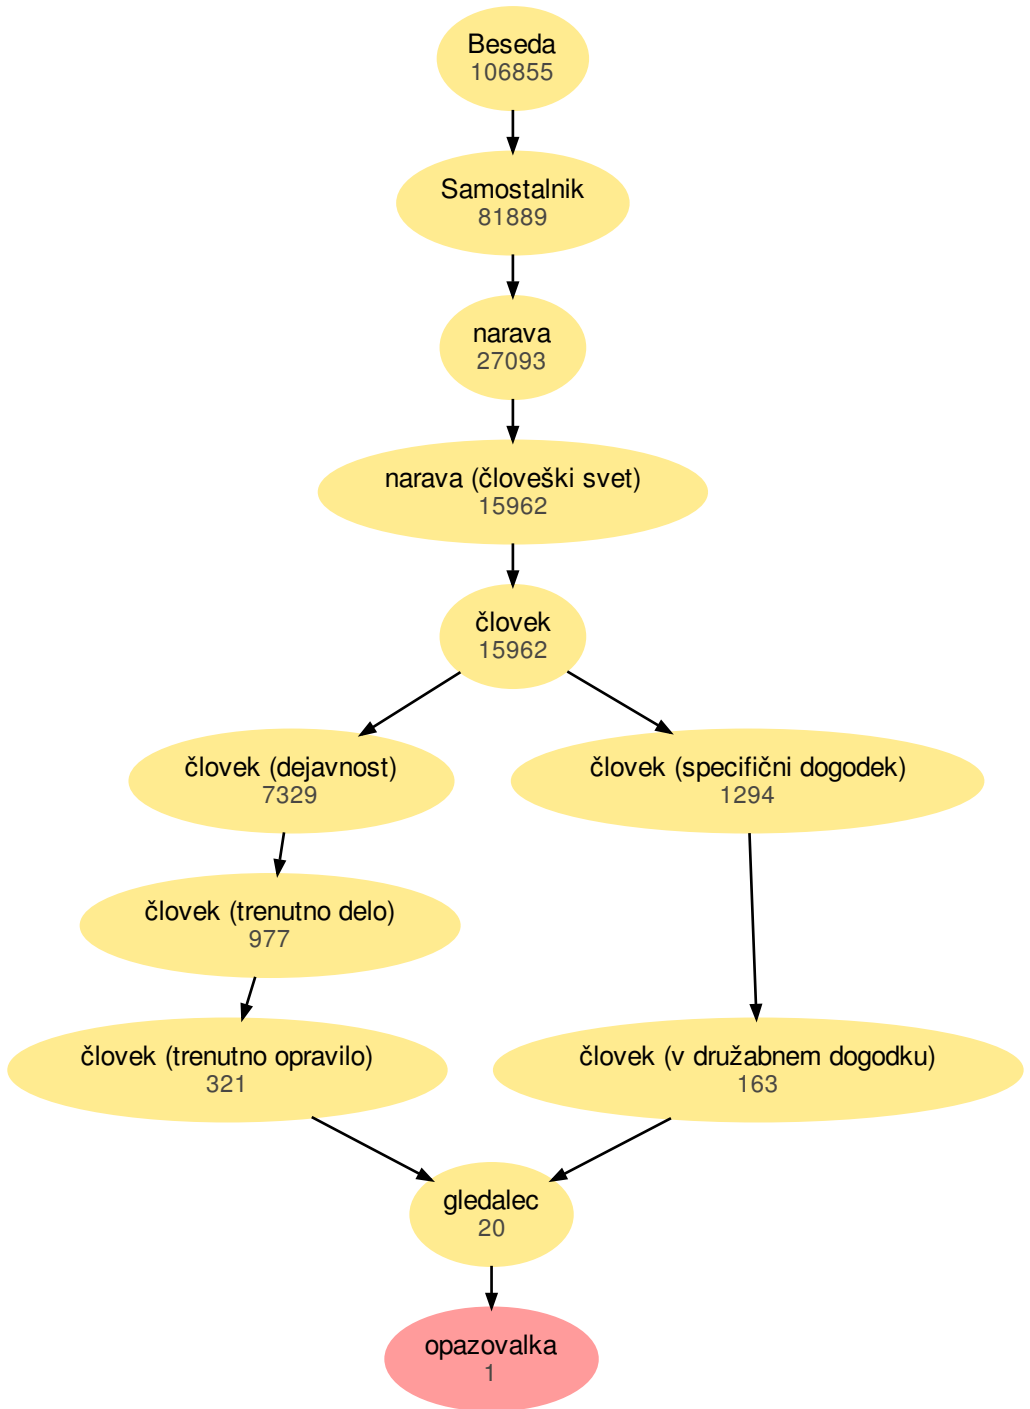 Beseda
106855
Samostalnik
81889
narava
27093
narava (človeški svet)
15962
človek
15962
človek (dejavnost)
7329
človek (specifični dogodek)
1294
človek (trenutno delo)
977
človek (trenutno opravilo)
321
človek (v družabnem dogodku)
163
gledalec
20
opazovalka
1